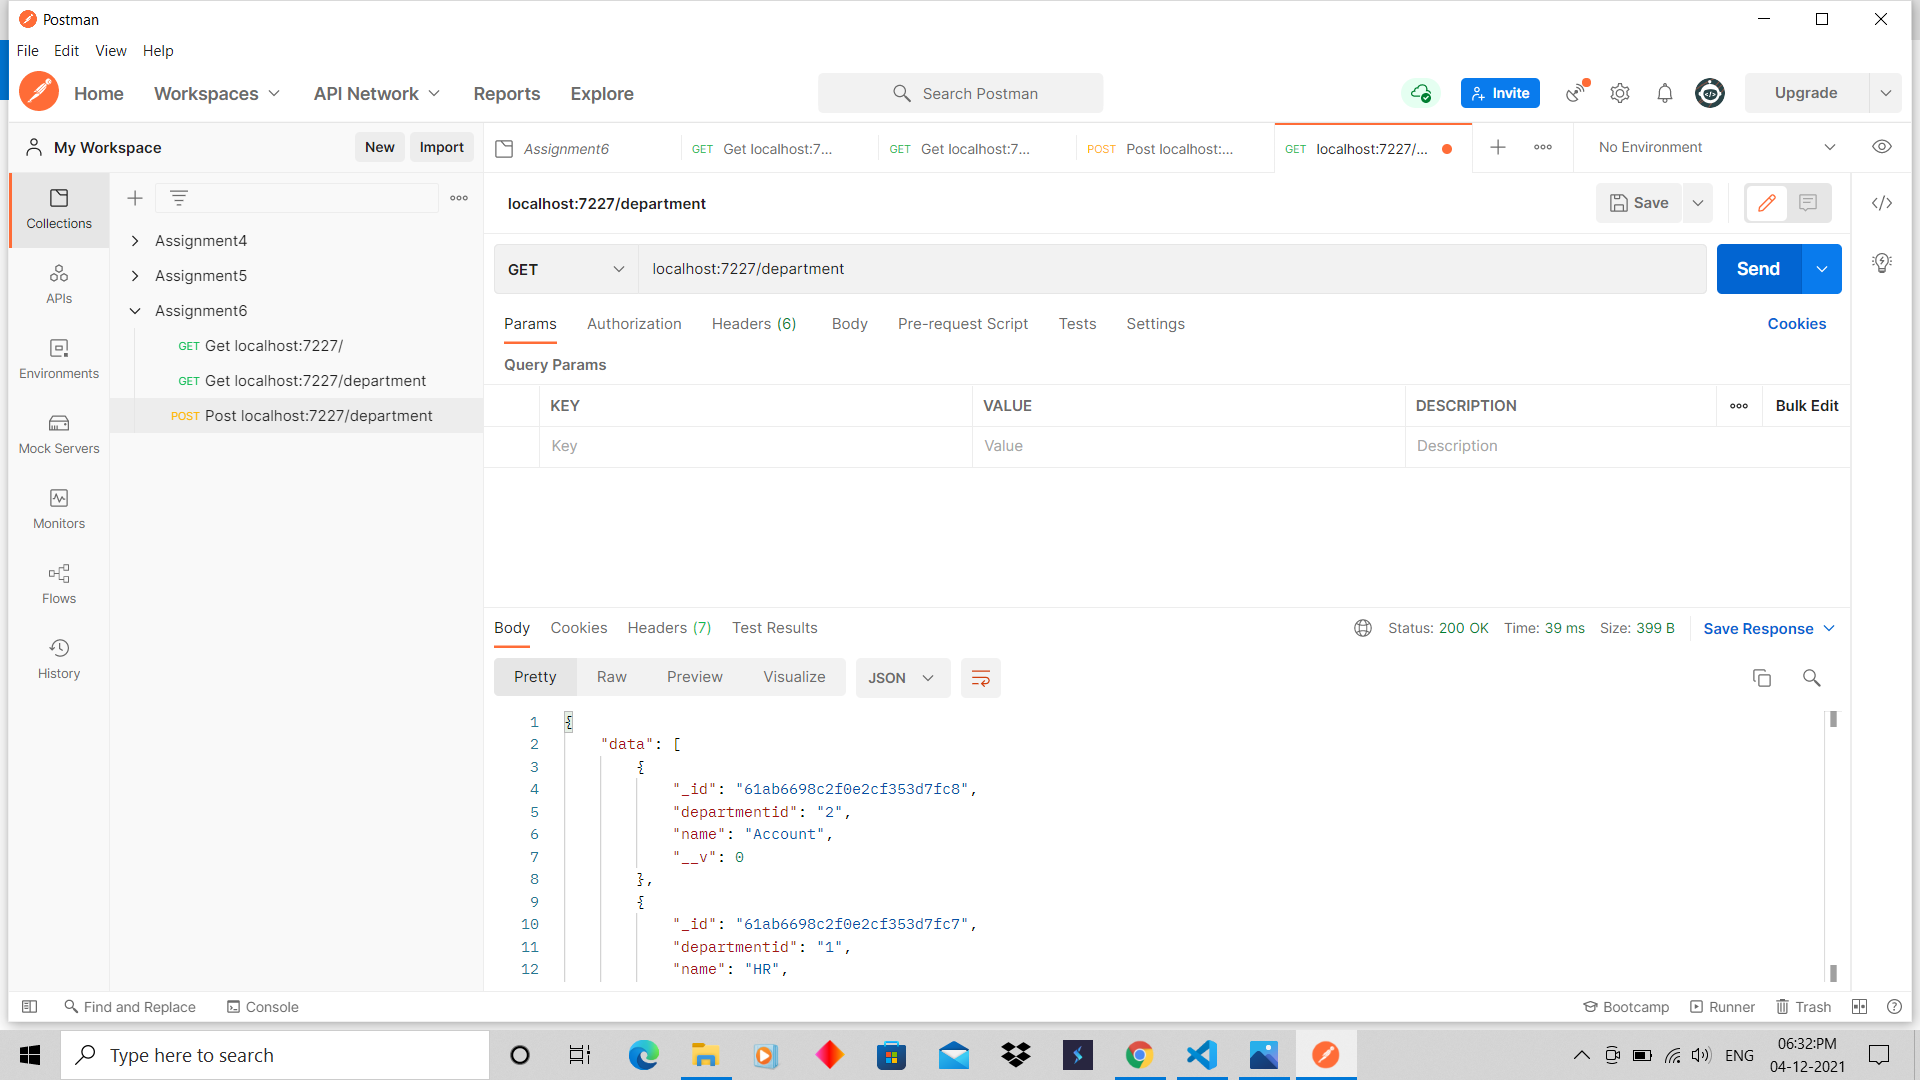 Postman
File Edit View Help
Home Workspaces API Network Reports Explore Search Postman Invite Upgrade
My Workspace New Import
Assignment6 GET Get localhost:7... GET Get localhost:7... POST Post localhost:... GET localhost:7227/... No Environment
Collections
APIs
Environments
Mock Servers
Monitors
Flows
History
Assignment4
Assignment5
Assignment6
GET Get localhost:7227/
GET Get localhost:7227/department
POST Post localhost:7227/department
localhost:7227/department Save
GET localhost:7227/department Send
Params Authorization Headers (6) Body Pre-request Script Tests Settings Cookies
Query Params
KEY VALUE DESCRIPTION Bulk Edit
Key Value Description
Body Cookies Headers (7) Test Results Status: 200 OK Time: 39 ms Size: 399 B Save Response
Pretty Raw Preview Visualize JSON
1 {
2 "data": [
3 {
4 "_id": "61ab6698c2f0e2cf353d7fc8",
5 "departmentid": "2",
6 "name": "Account",
7 "__v": 0
8 },
9 {
10 "_id": "61ab6698c2f0e2cf353d7fc7",
11 "departmentid": "1",
12 "name": "HR",
Find and Replace Console Bootcamp Runner Trash
Type here to search ENG 06:32:PM
04-12-2021